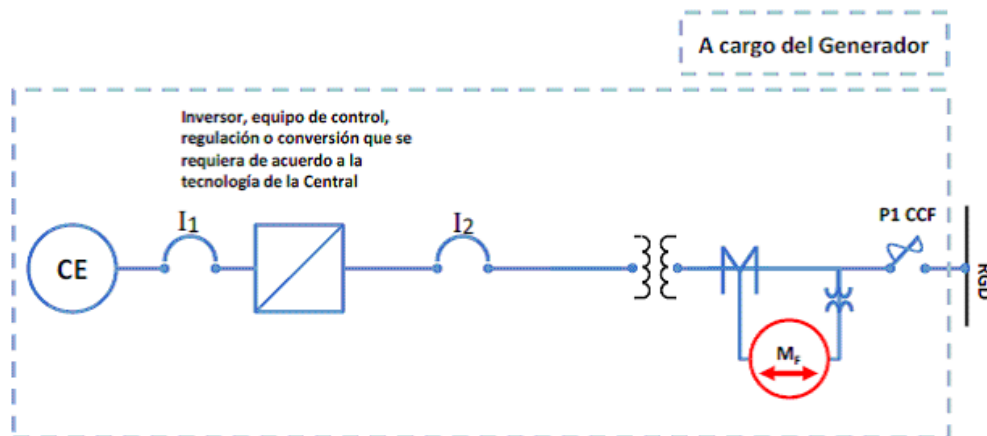 A cargo del Generador
Inversor, equipo de control,
regulación o conversión que se
requiera de acuerdo a la
tecnología de la Central
P1 CCF
I1
I2
CE
RGD
MF